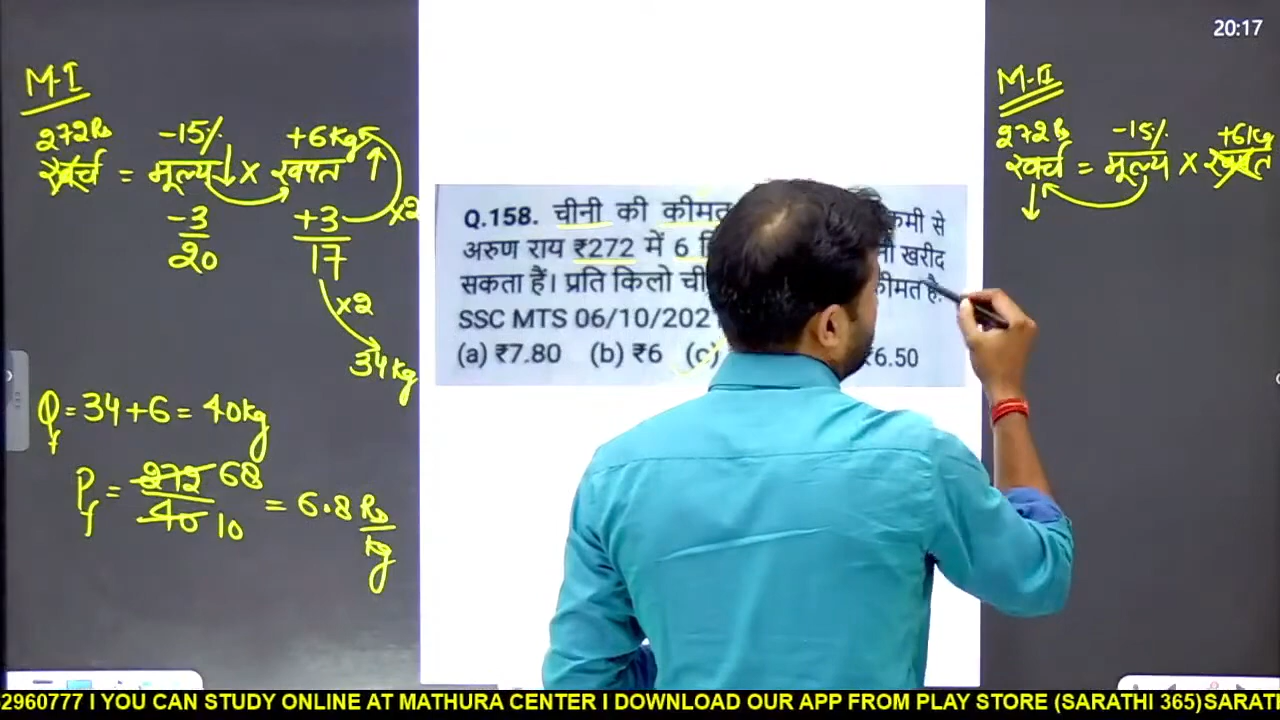 20:17
M-I
272Rs -15% +6kg
खर्च = मूल्य × खपत
-3/20 +3/17 ×2
×2
34kg
Q = 34+6 = 40kg
P = 272 68 / 40 10 = 6.8 Rs/kg
Q.158. चीनी की कीमत कमी से
अरुण राय ₹272 में 6 खरीद
सकता हैं। प्रति किलो ची कीमत है:
SSC MTS 06/10/202
(a) ₹7.80 (b) ₹6 (c) ₹6.50
M-II
272Rs -15% +6kg
खर्च = मूल्य × खपत
2960777 I YOU CAN STUDY ONLINE AT MATHURA CENTER I DOWNLOAD OUR APP FROM PLAY STORE (SARATHI 365)SARAT